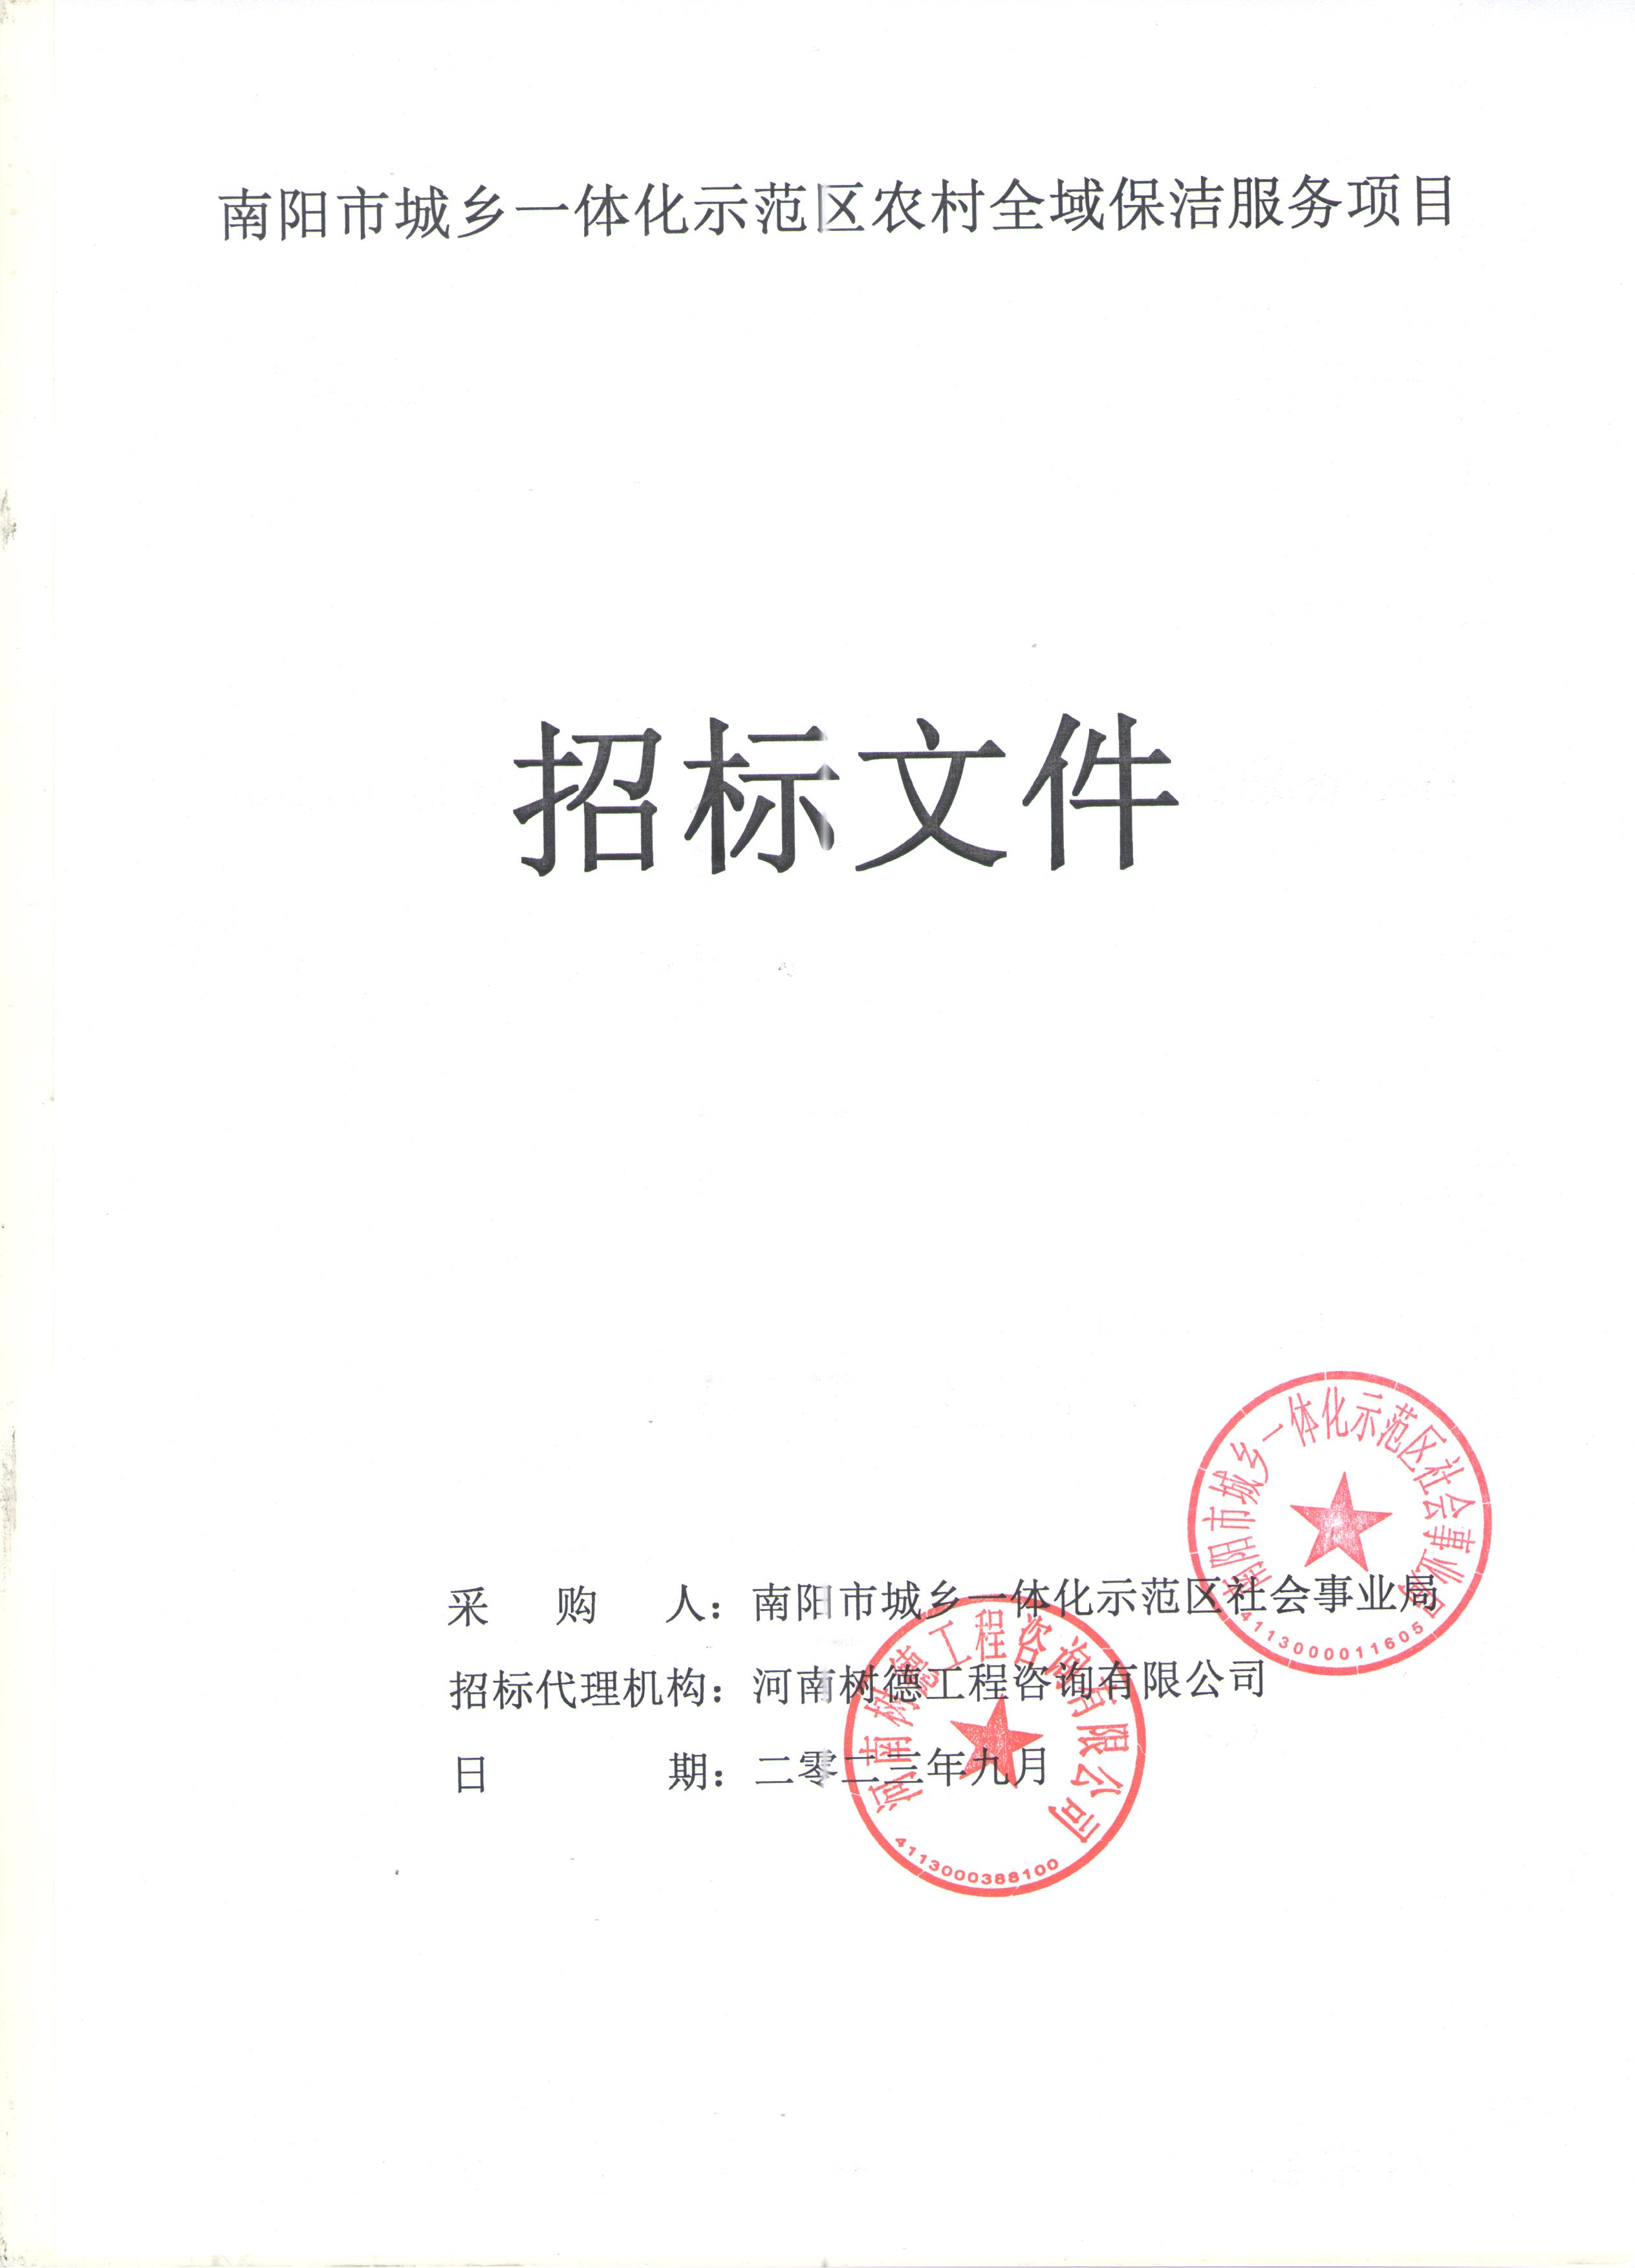 南阳市城乡一体化示范区农村全域保洁服务项目
招标文件
南阳市城乡一体化示范区社会事业局
4113000011605
采购人：南阳市城乡一体化示范区社会事业局
招标代理机构：河南树德工程咨询有限公司
日期：二零二三年九月
河南树德工程咨询有限公司
4113000388100